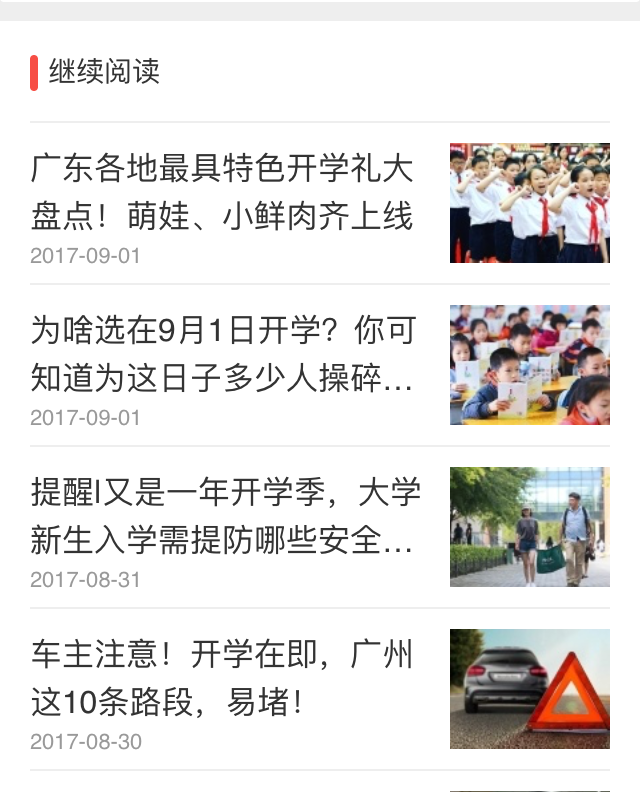 继续阅读
广东各地最具特色开学礼大
盘点！萌娃、小鲜肉齐上线
2017-09-01
为啥选在9月1日开学？你可
知道为这日子多少人操碎...
2017-09-01
提醒|又是一年开学季，大学
新生入学需提防哪些安全...
2017-08-31
车主注意！开学在即，广州
这10条路段，易堵！
2017-08-30